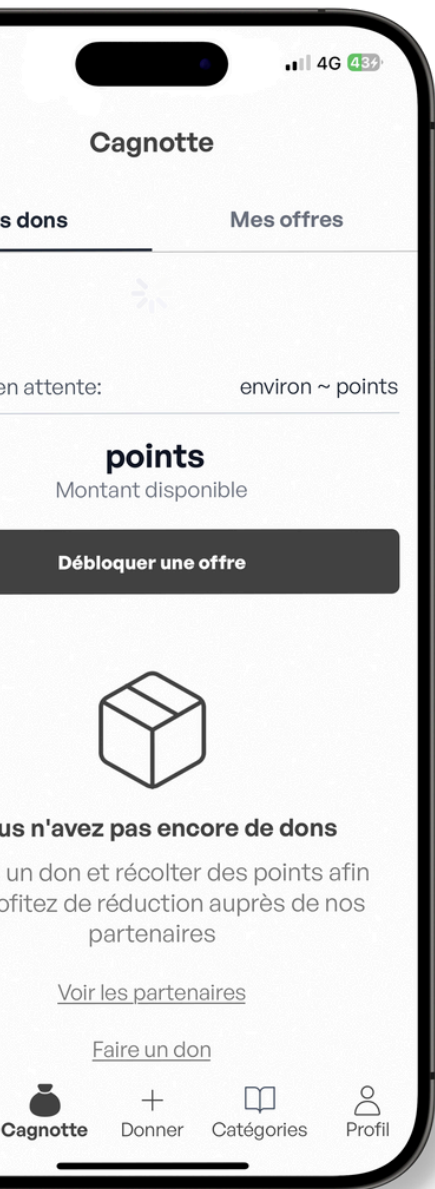 4G 43
Cagnotte
s dons Mes offres
en attente: environ ~ points
points
Montant disponible
Débloquer une offre
us n'avez pas encore de dons
un don et récolter des points afin
ofitez de réduction auprès de nos
partenaires
Voir les partenaires
Faire un don
Cagnotte Donner Catégories Profil